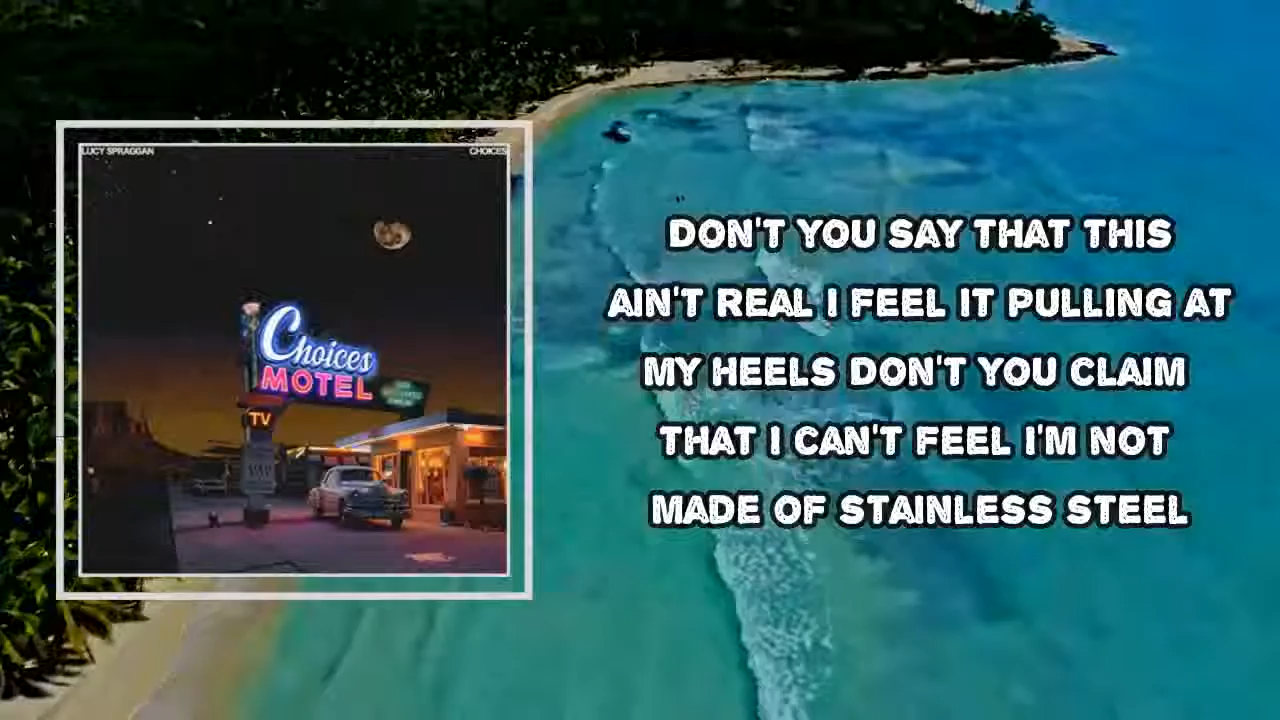 LUCY SPRAGGAN
CHOICES
Choices
MOTEL
TV
DON'T YOU SAY THAT THIS
AIN'T REAL I FEEL IT PULLING AT
MY HEELS DON'T YOU CLAIM
THAT I CAN'T FEEL I'M NOT
MADE OF STAINLESS STEEL